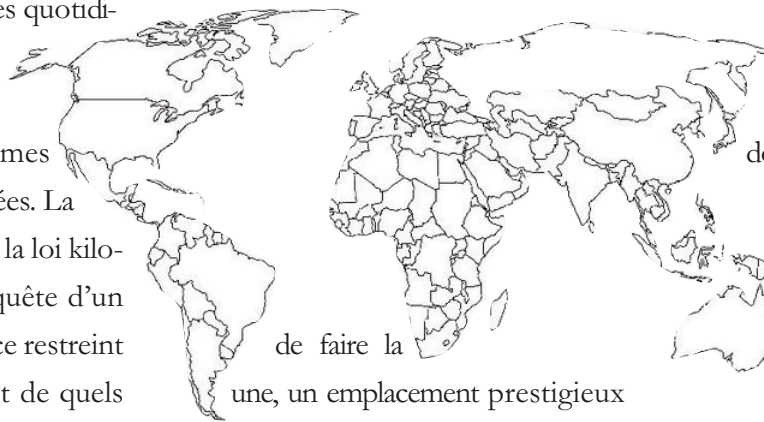 es quotidi-
mes
ées. La
la loi kilo-
quête d’un
ce restreint de faire la
t de quels une, un emplacement prestigieux